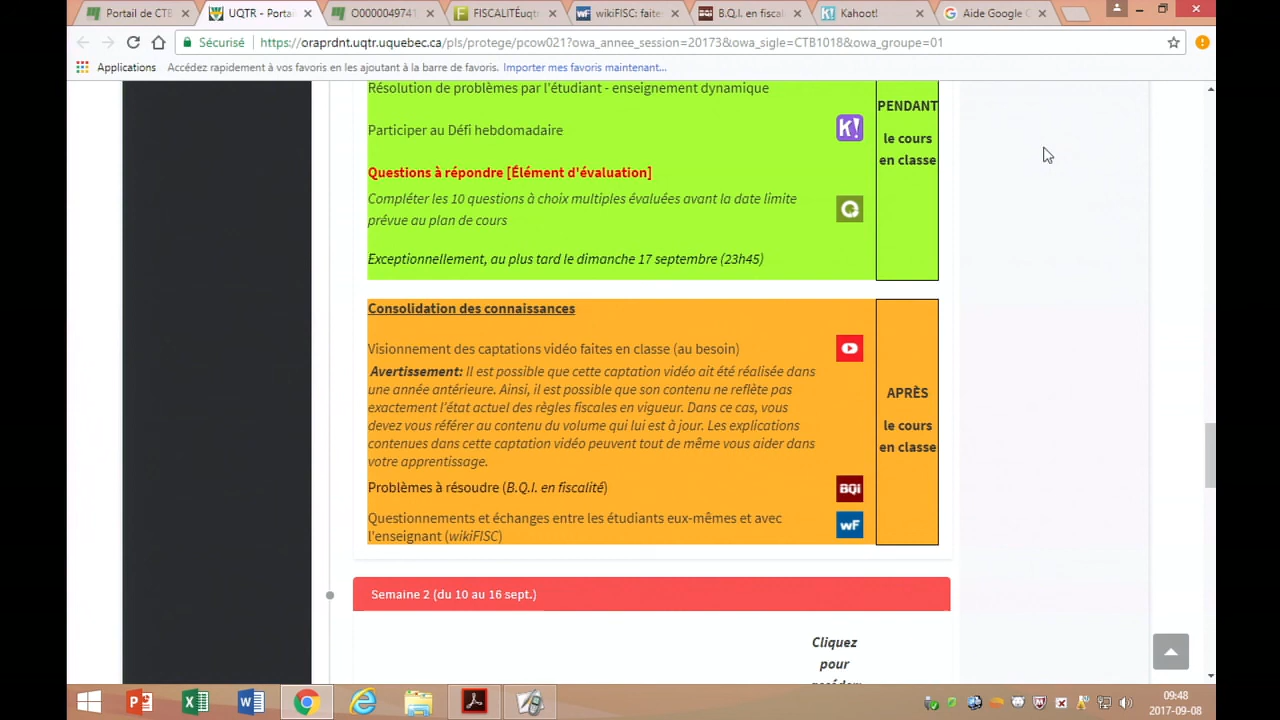 Portail de CTB
UQTR - Portai
O0000049741
FISCALITÉuqtr
wikiFISC: faites
B.Q.I. en fiscal
Kahoot!
Aide Google C
Sécurisé
https://oraprdnt.uqtr.uquebec.ca/pls/protege/pcow021?owa_annee_session=20173&owa_sigle=CTB1018&owa_groupe=01
Applications Accédez rapidement à vos favoris en les ajoutant à la barre de favoris. Importer mes favoris maintenant...
Résolution de problèmes par l'étudiant - enseignement dynamique
Participer au Défi hebdomadaire
K!
Questions à répondre [Élément d'évaluation]
Compléter les 10 questions à choix multiples évaluées avant la date limite
prévue au plan de cours
Exceptionnellement, au plus tard le dimanche 17 septembre (23h45)
PENDANT
le cours
en classe
Consolidation des connaissances
Visionnement des captations vidéo faites en classe (au besoin)
Avertissement: Il est possible que cette captation vidéo ait été réalisée dans
une année antérieure. Ainsi, il est possible que son contenu ne reflète pas
exactement l'état actuel des règles fiscales en vigueur. Dans ce cas, vous
devez vous référer au contenu du volume qui lui est à jour. Les explications
contenues dans cette captation vidéo peuvent tout de même vous aider dans
votre apprentissage.
Problèmes à résoudre (B.Q.I. en fiscalité)
BQi
Questionnements et échanges entre les étudiants eux-mêmes et avec
l'enseignant (wikiFISC)
wF
APRÈS
le cours
en classe
Semaine 2 (du 10 au 16 sept.)
Cliquez
pour
09:48
2017-09-08